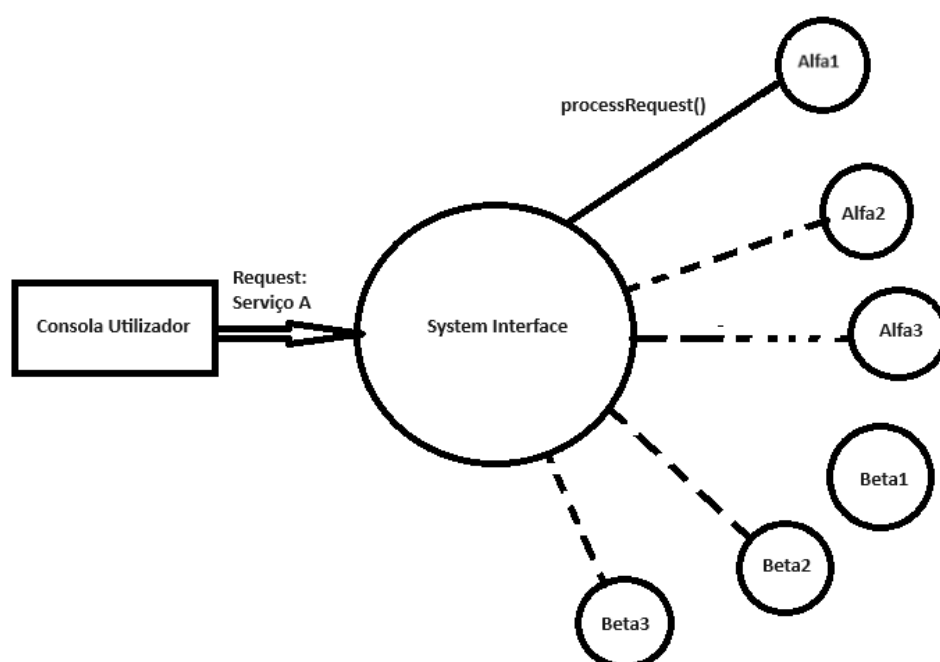 Alfa1
processRequest()
Alfa2
Request:
Serviço A
Consola Utilizador
System Interface
Alfa3
Beta1
Beta2
Beta3